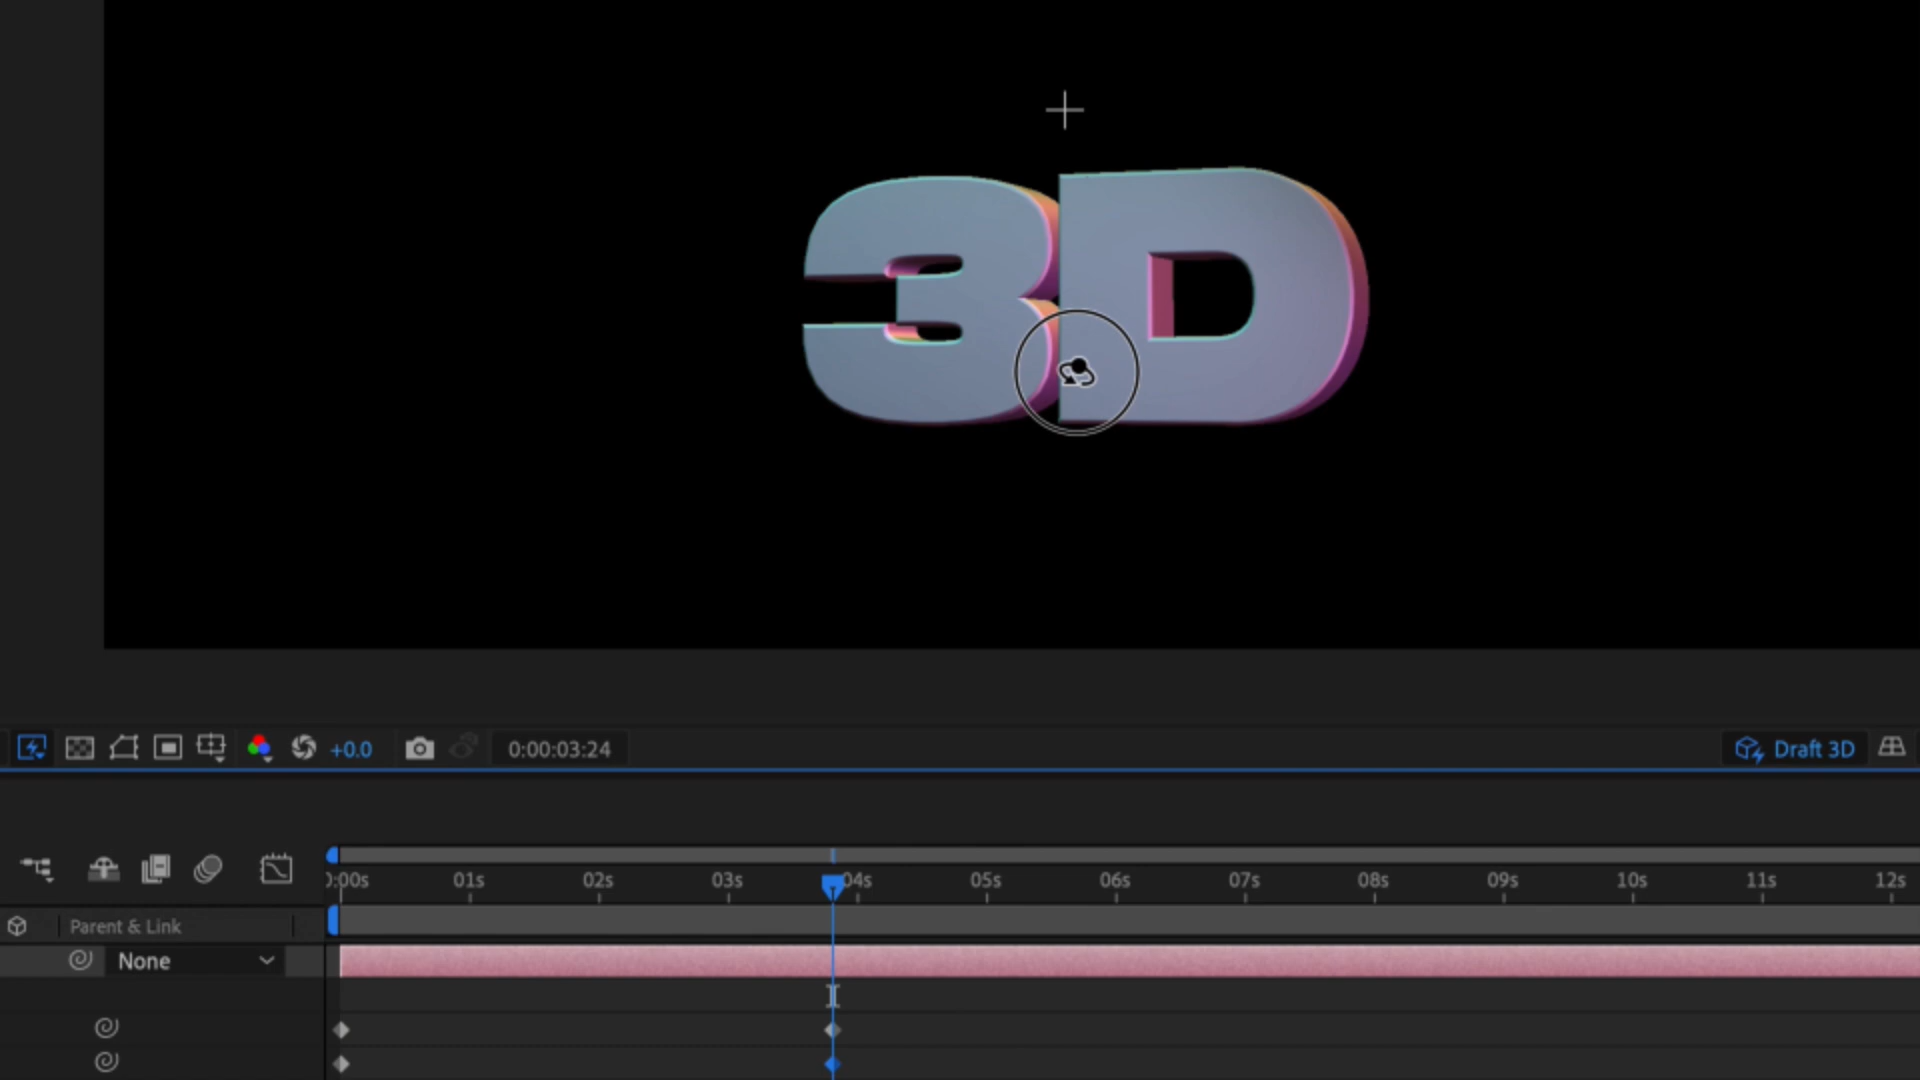 3D
+0.0
0:00:03:24
Draft 3D
0:00s 01s 02s 03s 04s 05s 06s 07s 08s 09s 10s 11s 12s
Parent & Link
None